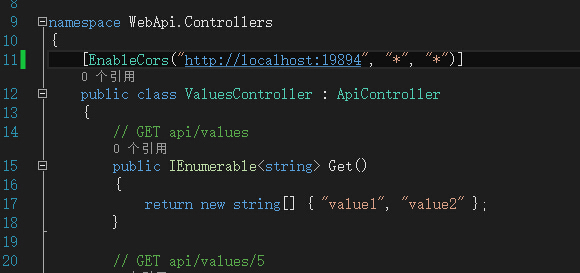 8
9 namespace WebApi.Controllers
10 {
11 [EnableCors("http://localhost:19894", "*", "*")]
0 个引用
12 public class ValuesController : ApiController
13 {
14 // GET api/values
0 个引用
15 public IEnumerable<string> Get()
16 {
17 return new string[] { "value1", "value2" };
18 }
19
20 // GET api/values/5